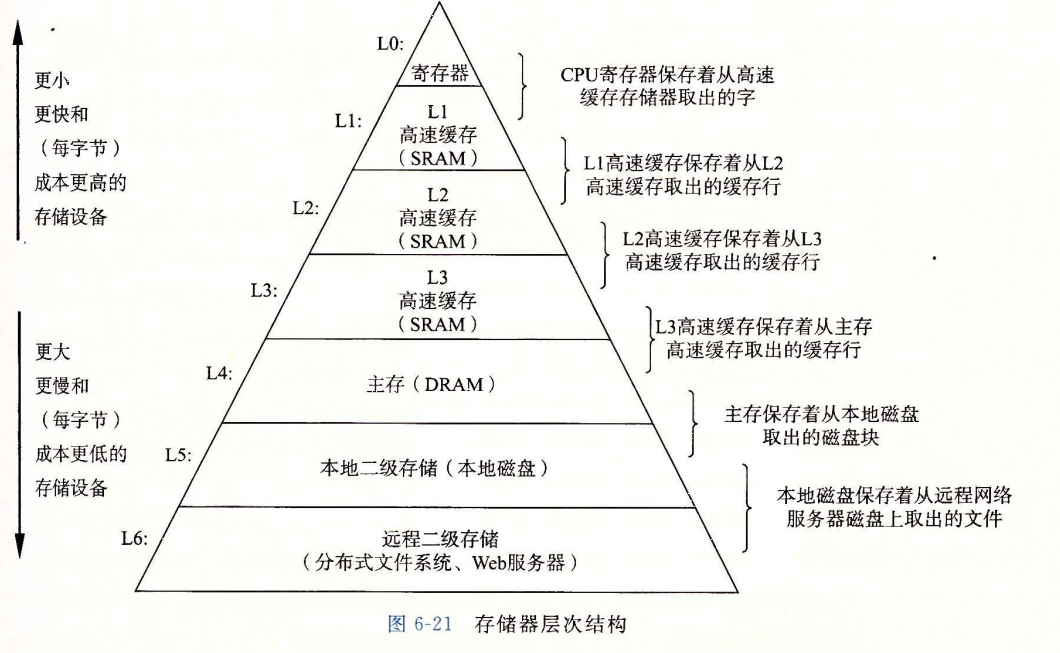 更小
更快和
（每字节）
成本更高的
存储设备
更大
更慢和
（每字节）
成本更低的
存储设备
L0:
寄存器
CPU寄存器保存着从高速
缓存存储器取出的字
L1:
L1
高速缓存
（SRAM）
L1高速缓存保存着从L2
高速缓存取出的缓存行
L2:
L2
高速缓存
（SRAM）
L2高速缓存保存着从L3
高速缓存取出的缓存行
L3:
L3
高速缓存
（SRAM）
L3高速缓存保存着从主存
高速缓存取出的缓存行
L4:
主存（DRAM）
主存保存着从本地磁盘
取出的磁盘块
L5:
本地二级存储（本地磁盘）
本地磁盘保存着从远程网络
服务器磁盘上取出的文件
L6:
远程二级存储
（分布式文件系统、Web服务器）
图 6-21 存储器层次结构